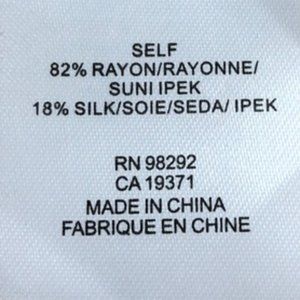 SELF
82% RAYON/RAYONNE/
SUNI IPEK
18% SILK/SOIE/SEDA/ IPEK
RN 98292
CA 19371
MADE IN CHINA
FABRIQUE EN CHINE